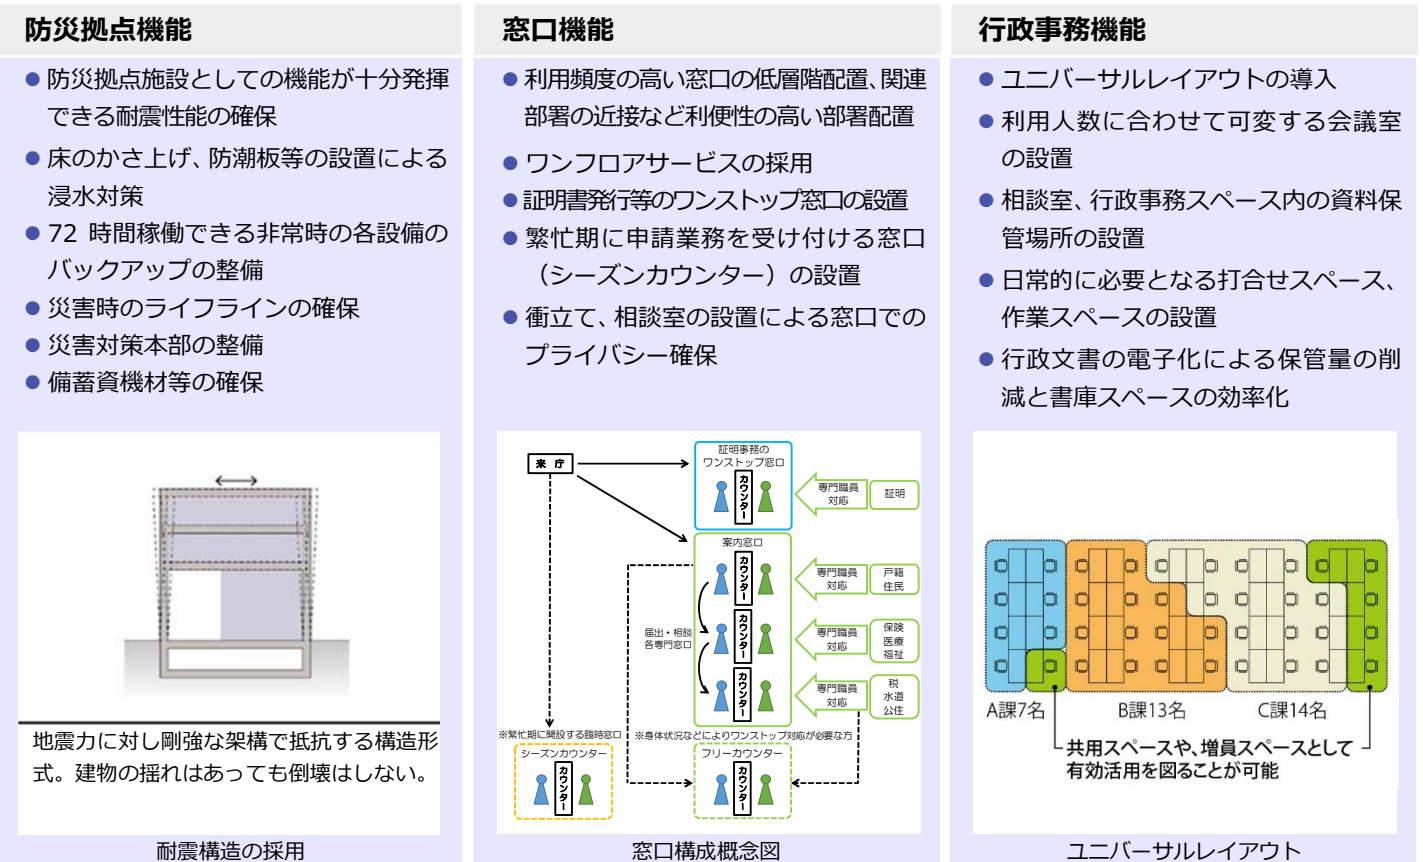 防災拠点機能
● 防災拠点施設としての機能が十分発揮
できる耐震性能の確保
● 床のかさ上げ、防潮板等の設置による
浸水対策
● 72 時間稼働できる非常時の各設備の
バックアップの整備
● 災害時のライフラインの確保
● 災害対策本部の整備
● 備蓄資機材等の確保
地震力に対し剛強な架構で抵抗する構造形
式。建物の揺れはあっても倒壊はしない。
耐震構造の採用
窓口機能
● 利用頻度の高い窓口の低層階配置、関連
部署の近接など利便性の高い部署配置
● ワンフロアサービスの採用
● 証明書発行等のワンストップ窓口の設置
● 繁忙期に申請業務を受け付ける窓口
（シーズンカウンター）の設置
● 衝立て、相談室の設置による窓口での
プライバシー確保
来 庁
証明事務の
ワンストップ窓口
カウンター
専門職員
対応
証明
案内窓口
カウンター
専門職員
対応
戸籍
住民
届出・相談
各専門窓口
カウンター
専門職員
対応
保険
医療
福祉
カウンター
専門職員
対応
税
水道
公住
※繁忙期に開設する臨時窓口
シーズンカウンター
カウンター
※身体状況などによりワンストップ対応が必要な方
フリーカウンター
カウンター
窓口構成概念図
行政事務機能
● ユニバーサルレイアウトの導入
● 利用人数に合わせて可変する会議室
の設置
● 相談室、行政事務スペース内の資料保
管場所の設置
● 日常的に必要となる打合せスペース、
作業スペースの設置
● 行政文書の電子化による保管量の削
減と書庫スペースの効率化
A課7名
B課13名
C課14名
共用スペースや、増員スペースとして
有効活用を図ることが可能
ユニバーサルレイアウト